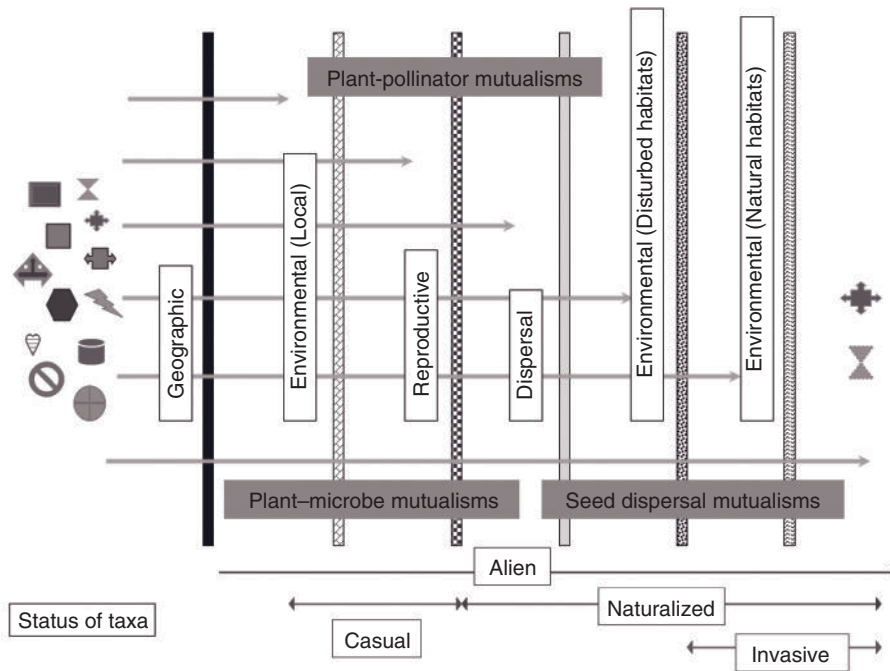 Plant-pollinator mutualisms
Geographic
Environmental (Local)
Reproductive
Dispersal
Environmental (Disturbed habitats)
Environmental (Natural habitats)
Plant–microbe mutualisms
Seed dispersal mutualisms
Alien
Status of taxa
Casual
Naturalized
Invasive